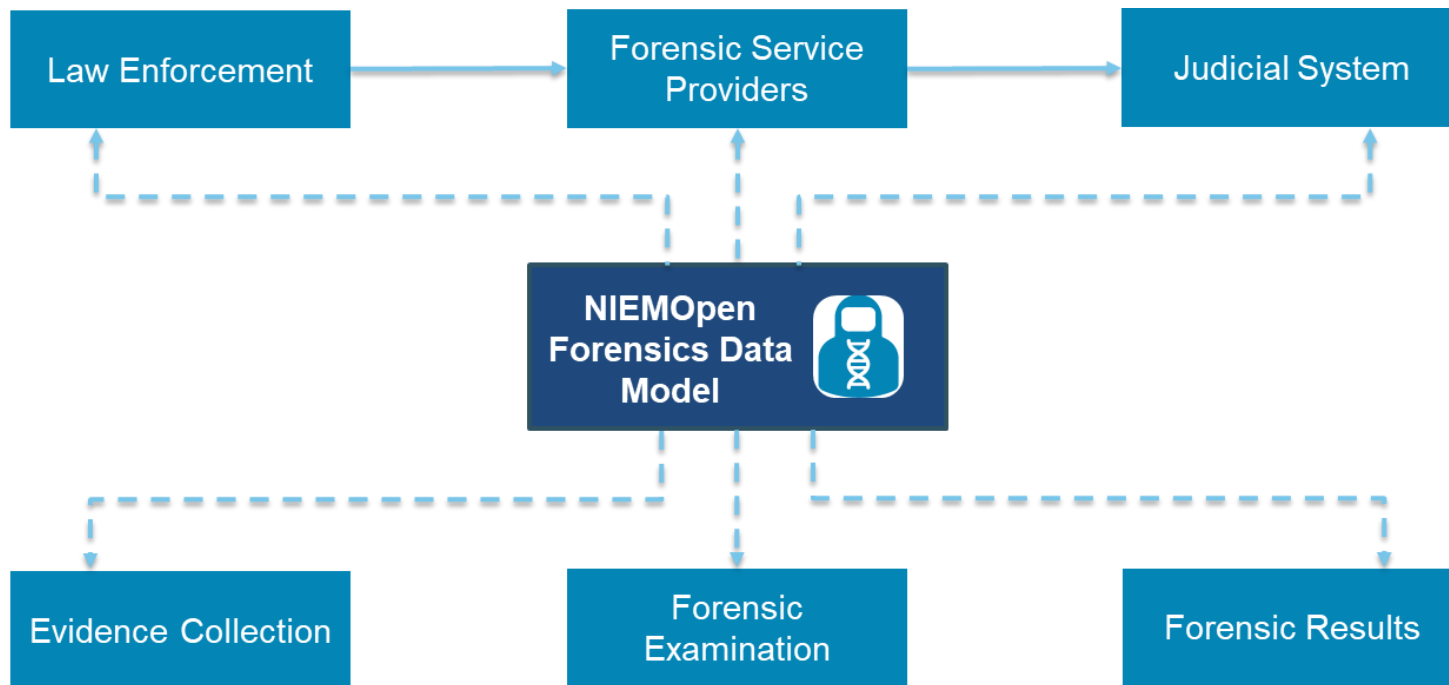 Law Enforcement
Forensic Service
Providers
Judicial System
NIEMOpen
Forensics Data
Model
Evidence Collection
Forensic
Examination
Forensic Results